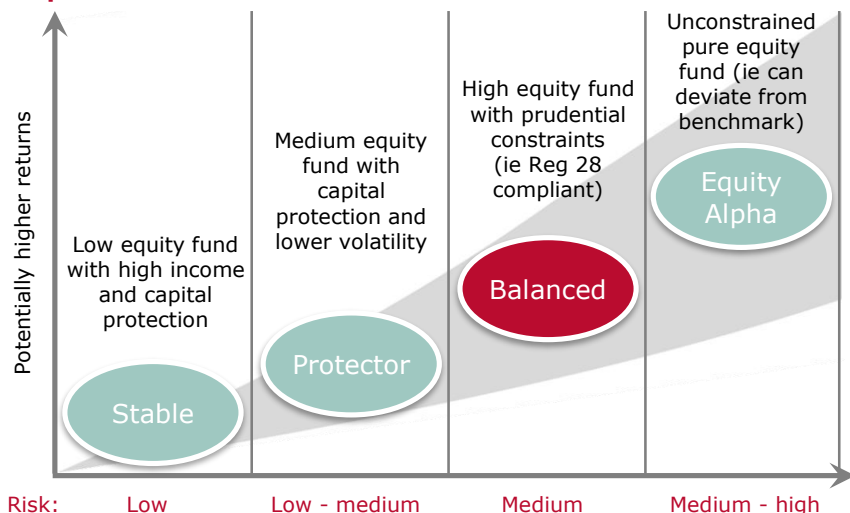 Potentially higher returns
Low equity fund
with high income
and capital
protection
Stable
Medium equity
fund with
capital
protection and
lower volatility
Protector
High equity fund
with prudential
constraints
(ie Reg 28
compliant)
Balanced
Unconstrained
pure equity
fund (ie can
deviate from
benchmark)
Equity
Alpha
Risk: Low Low - medium Medium Medium - high